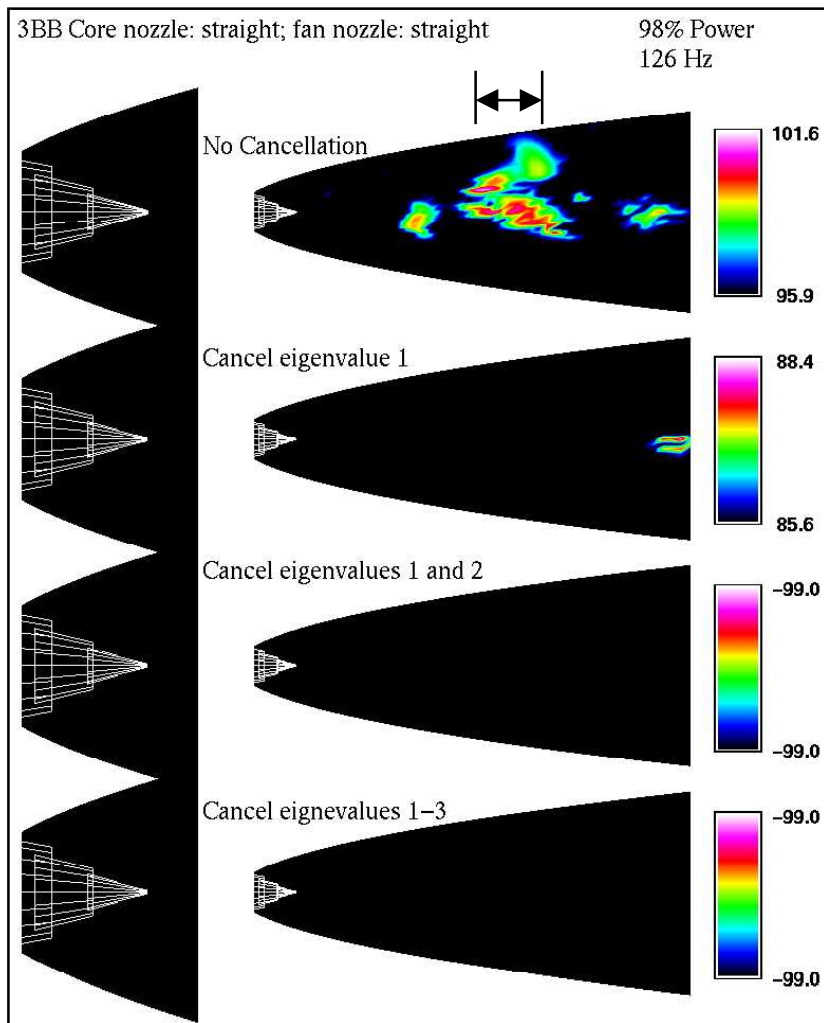 3BB Core nozzle: straight; fan nozzle: straight
98% Power
126 Hz
No Cancellation
101.6
95.9
Cancel eigenvalue 1
88.4
85.6
Cancel eigenvalues 1 and 2
−99.0
−99.0
Cancel eignevalues 1−3
−99.0
−99.0